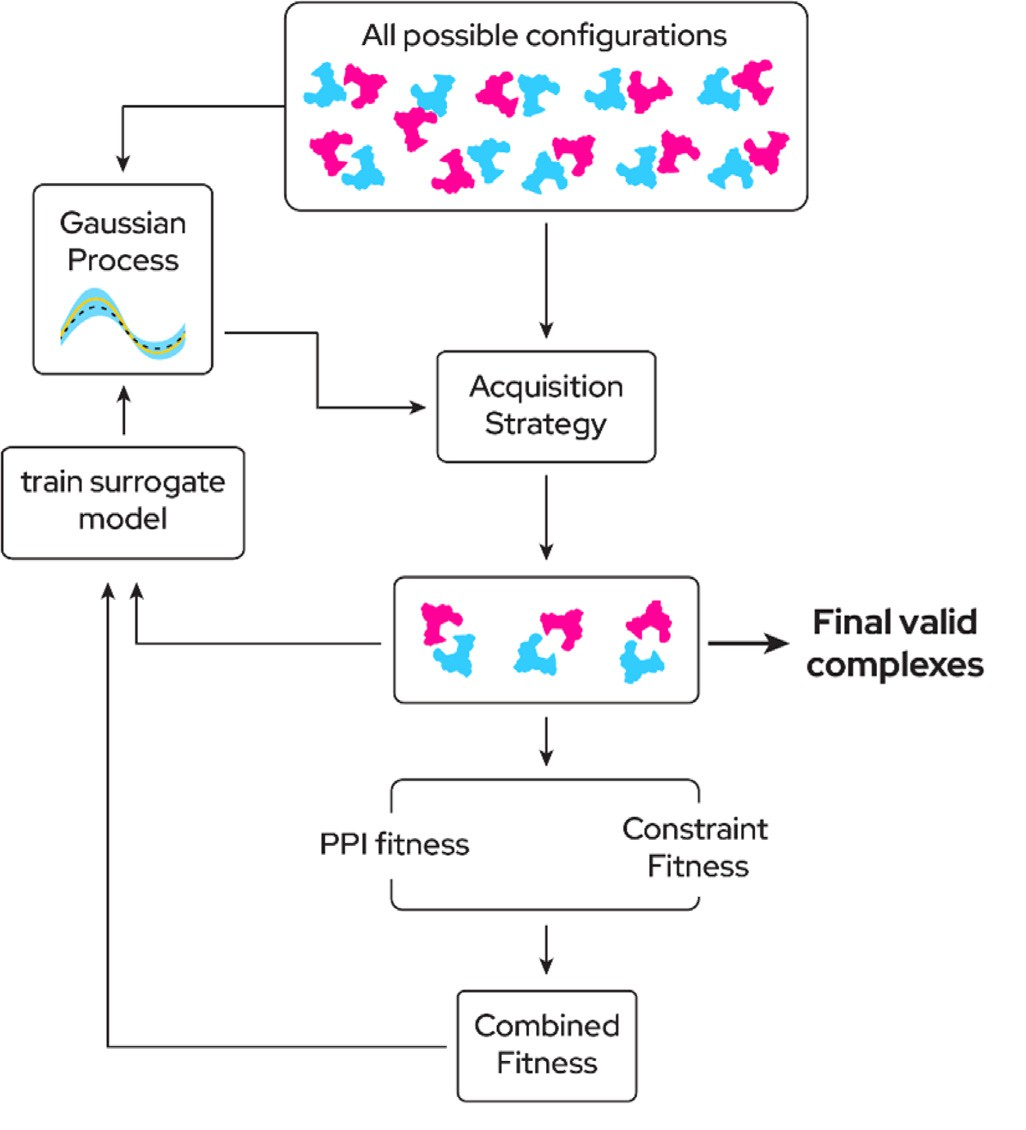 All possible configurations
Gaussian
Process
Acquisition
Strategy
train surrogate
model
Final valid
complexes
PPI fitness
Constraint
Fitness
Combined
Fitness